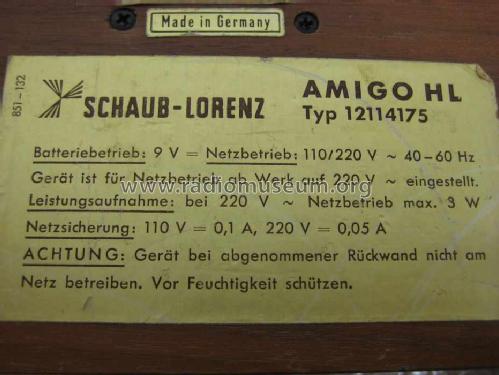 Made in Germany
851-132
SCHAUB-LORENZ
AMIGO HL
Typ 12114175
Batteriebetrieb: 9 V = Netzbetrieb: 110/220 V ~ 40-60 Hz
Gerät ist für Netzbetrieb ab Werk auf 220 V ~ eingestellt.
www.radiomuseum.org
Leistungsaufnahme: bei 220 V ~ Netzbetrieb max. 3 W
Netzsicherung: 110 V = 0,1 A, 220 V = 0,05 A
ACHTUNG: Gerät bei abgenommener Rückwand nicht am
Netz betreiben. Vor Feuchtigkeit schützen.